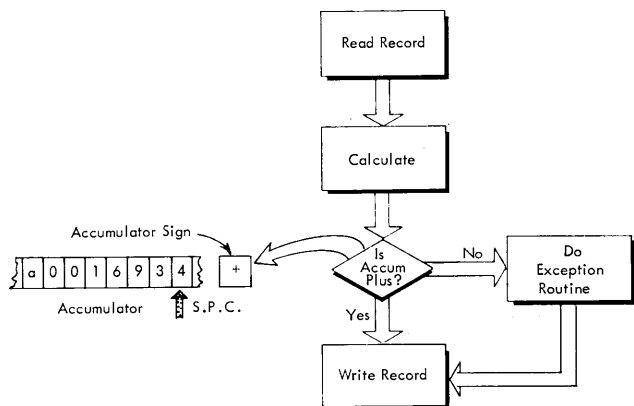 Read Record
Calculate
Accumulator Sign
a 0 0 1 6 9 3 4
+
Accumulator
S.P.C.
Is
Accum
Plus?
No
Do
Exception
Routine
Yes
Write Record